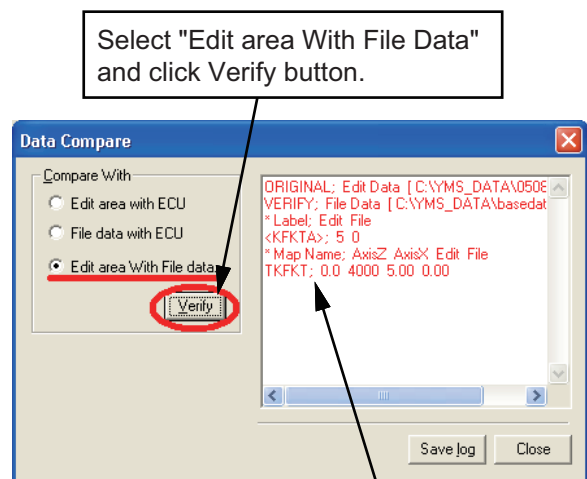 Select "Edit area With File Data"
and click Verify button.
Data Compare
Compare With
Edit area with ECU
File data with ECU
Edit area With File data
Verify
ORIGINAL; Edit Data [ C:\YMS_DATA\0508
VERIFY; File Data [ C:\YMS_DATA\basedat
* Label; Edit File
<KFKTA>; 5 0
* Map Name; AxisZ AxisX Edit File
TKFKT; 0.0 4000 5.00 0.00
Save log
Close